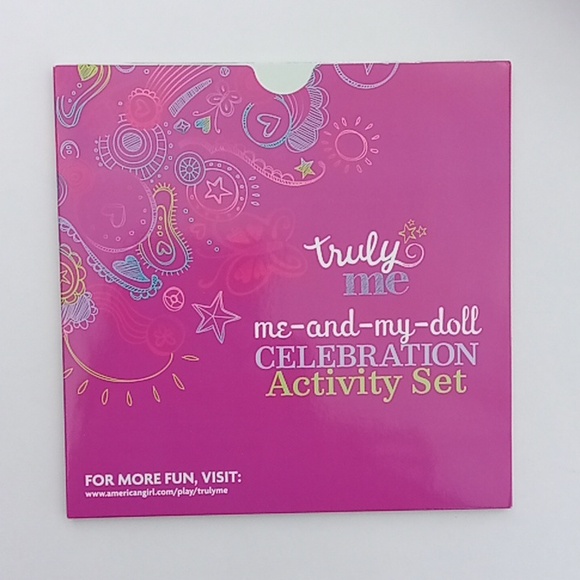 truly
me
me-and-my-doll
CELEBRATION
Activity Set
FOR MORE FUN, VISIT:
www.americangirl.com/play/trulyme